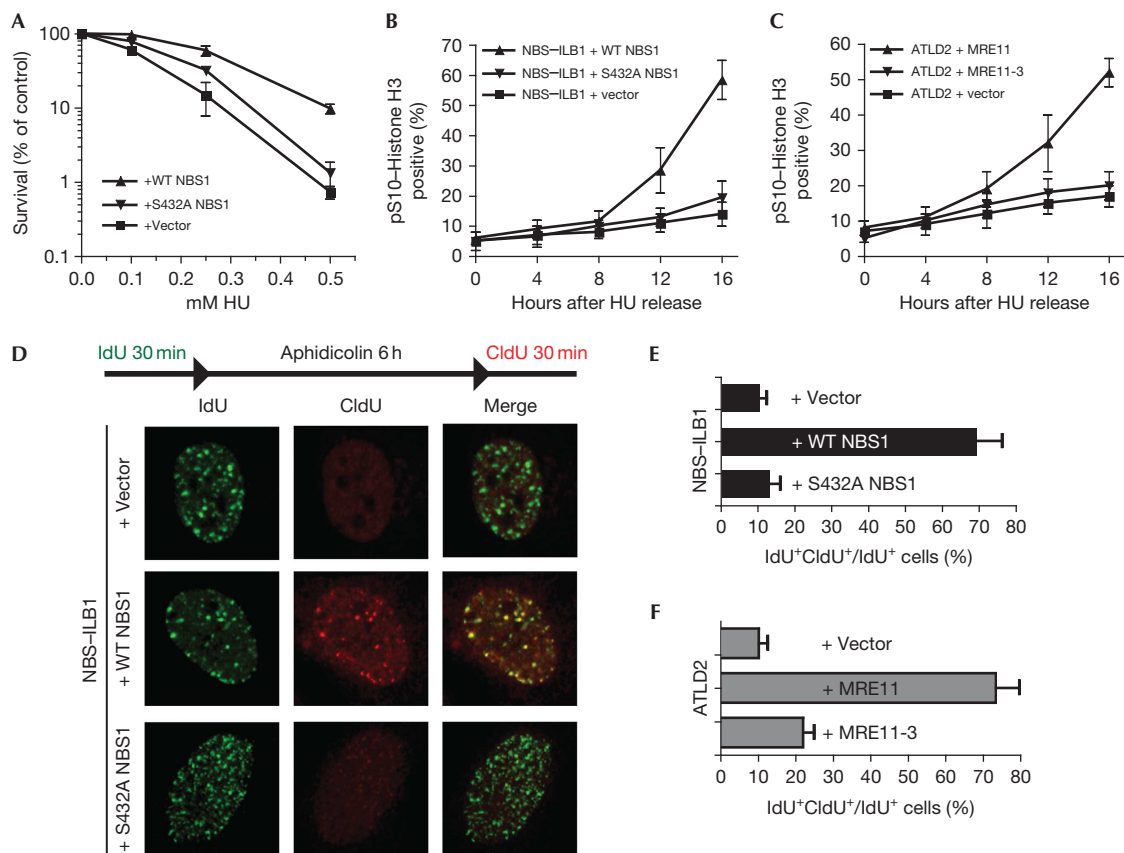 A
Survival (% of control)
100
10
1
0.1
+WT NBS1
+S432A NBS1
+Vector
0.0 0.1 0.2 0.3 0.4 0.5
mM HU
B
pS10–Histone H3
positive (%)
70
60
50
40
30
20
10
0
NBS–ILB1 + WT NBS1
NBS–ILB1 + S432A NBS1
NBS–ILB1 + vector
0 4 8 12 16
Hours after HU release
C
pS10–Histone H3
positive (%)
60
50
40
30
20
10
0
ATLD2 + MRE11
ATLD2 + MRE11-3
ATLD2 + vector
0 4 8 12 16
Hours after HU release
D
IdU 30 min Aphidicolin 6 h CldU 30 min
IdU CldU Merge
NBS–ILB1
+ Vector
+ WT NBS1
+ S432A NBS1
E
NBS–ILB1
+ Vector
+ WT NBS1
+ S432A NBS1
0 10 20 30 40 50 60 70 80
IdU⁺CldU⁺/IdU⁺ cells (%)
F
ATLD2
+ Vector
+ MRE11
+ MRE11-3
0 10 20 30 40 50 60 70 80
IdU⁺CldU⁺/IdU⁺ cells (%)